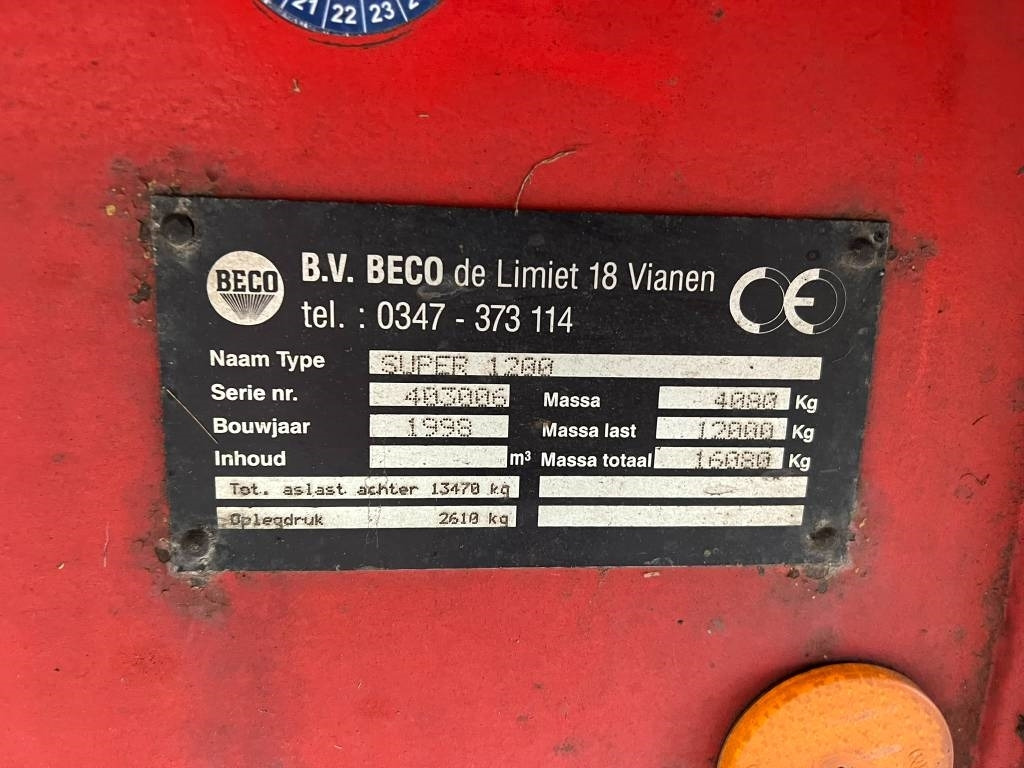 21 22 23
BECO
B.V. BECO de Limiet 18 Vianen
tel. : 0347 - 373 114
CE
Naam Type SUPER 1200
Serie nr. 403006 Massa 4080 Kg
Bouwjaar 1998 Massa last 12000 Kg
Inhoud m³ Massa totaal 16080 Kg
Tot. aslast achter 13470 kg
Oplegdruk 2610 kg